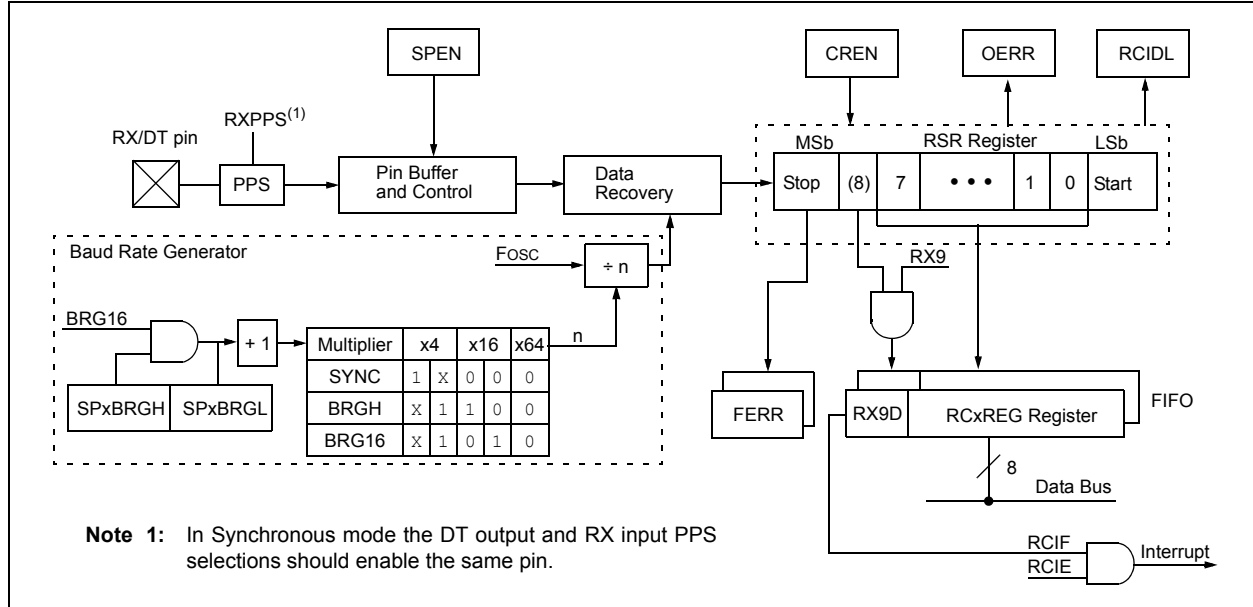 SPEN
CREN
OERR
RCIDL
RXPPS(1)
RX/DT pin
PPS
Pin Buffer
and Control
Data
Recovery
MSb
RSR Register
LSb
Stop (8) 7 • • • 1 0 Start
Baud Rate Generator
FOSC
÷ n
RX9
BRG16
+ 1
n
Multiplier x4 x16 x64
SYNC 1 X 0 0 0
BRGH X 1 1 0 0
BRG16 X 1 0 1 0
SPxBRGH SPxBRGL
FERR
RX9D RCxREG Register
FIFO
8
Data Bus
RCIF
RCIE
Interrupt
Note 1: In Synchronous mode the DT output and RX input PPS
selections should enable the same pin.